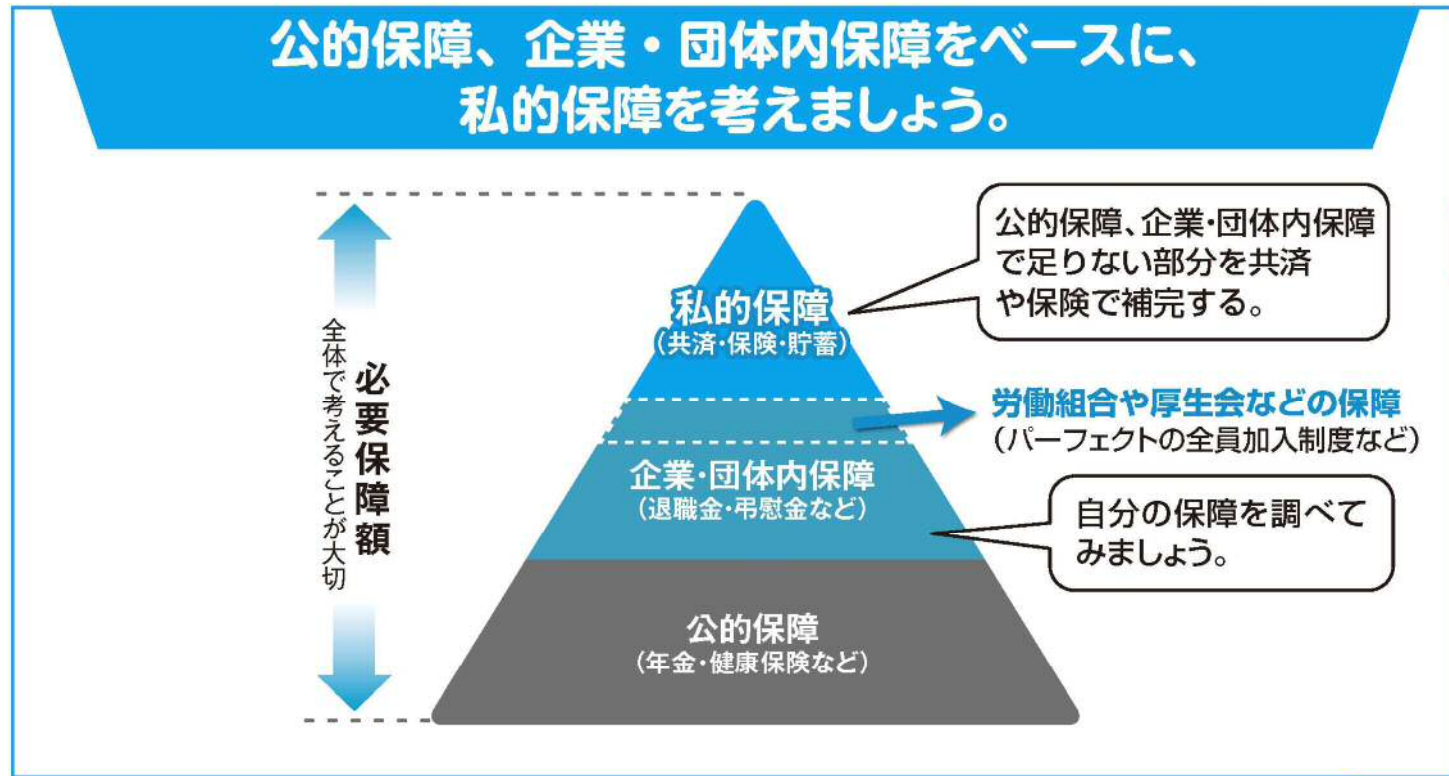 公的保障、企業・団体内保障をベースに、
私的保障を考えましょう。
必要保障額
全体で考えることが大切
私的保障
（共済・保険・貯蓄）
公的保障、企業・団体内保障
で足りない部分を共済
や保険で補完する。
労働組合や厚生会などの保障
（パーフェクトの全員加入制度など）
企業・団体内保障
（退職金・弔慰金など）
自分の保障を調べて
みましょう。
公的保障
（年金・健康保険など）